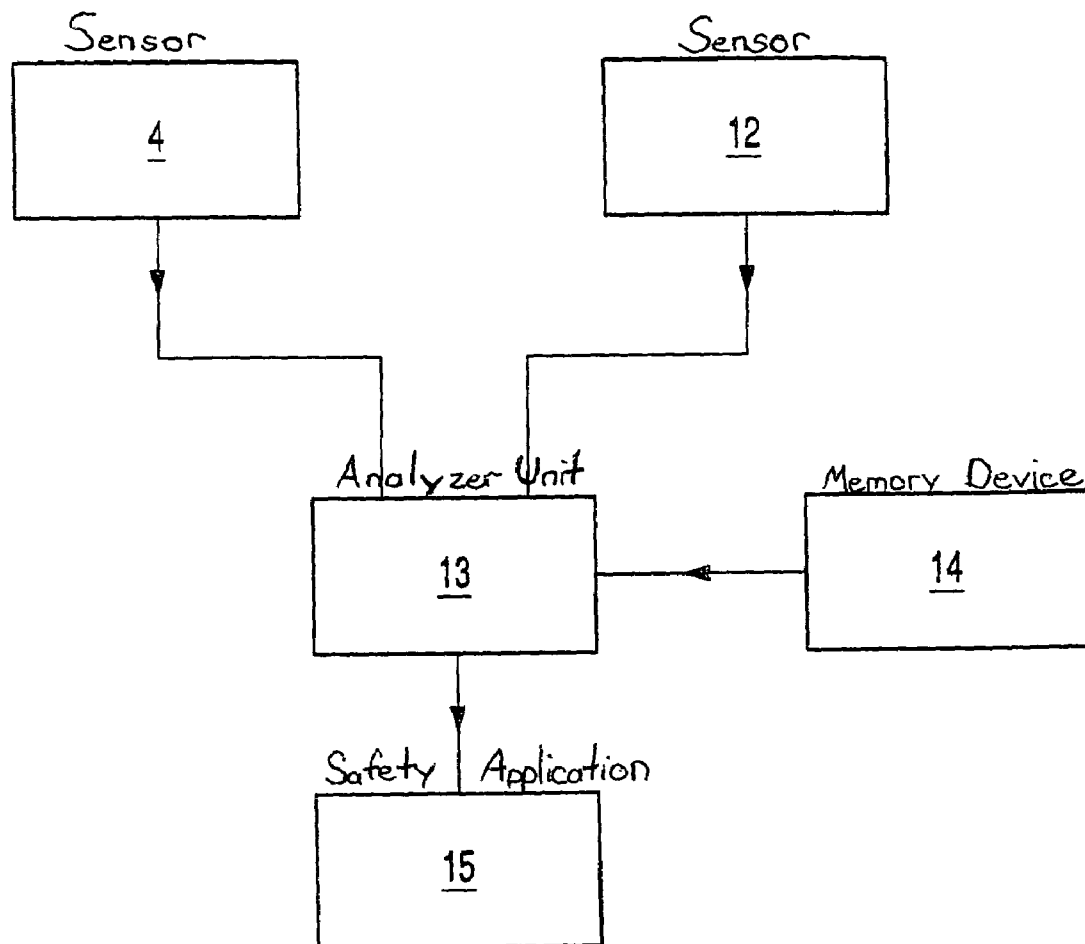 Sensor
4
Sensor
12
Analyzer Unit
13
Memory Device
14
Safety Application
15